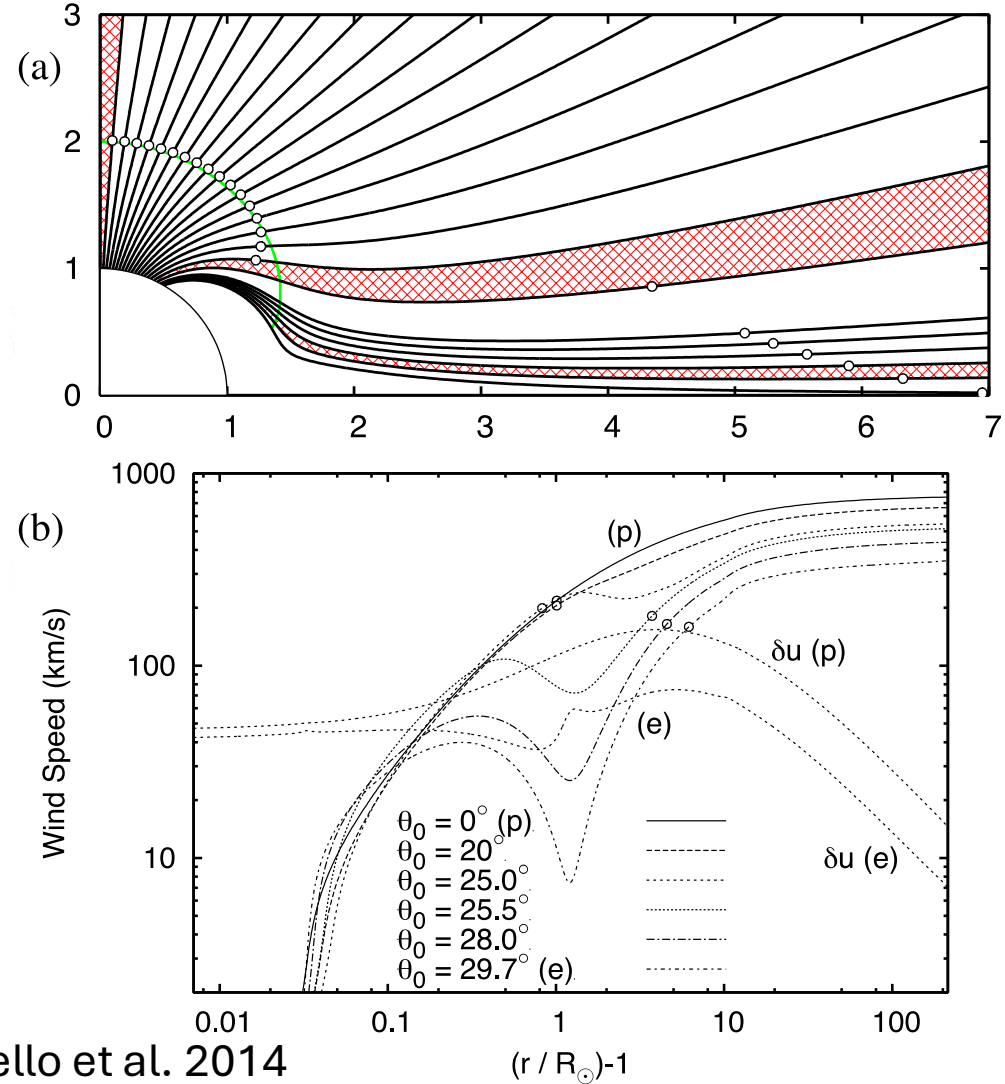 (a)
3
2
1
0
0 1 2 3 4 5 6 7
(b)
1000
100
10
Wind Speed (km/s)
(p)
δu (p)
(e)
δu (e)
θ₀ = 0° (p)
θ₀ = 20°
θ₀ = 25.0°
θ₀ = 25.5°
θ₀ = 28.0°
θ₀ = 29.7° (e)
0.01 0.1 1 10 100
(r / R☉)-1
ello et al. 2014